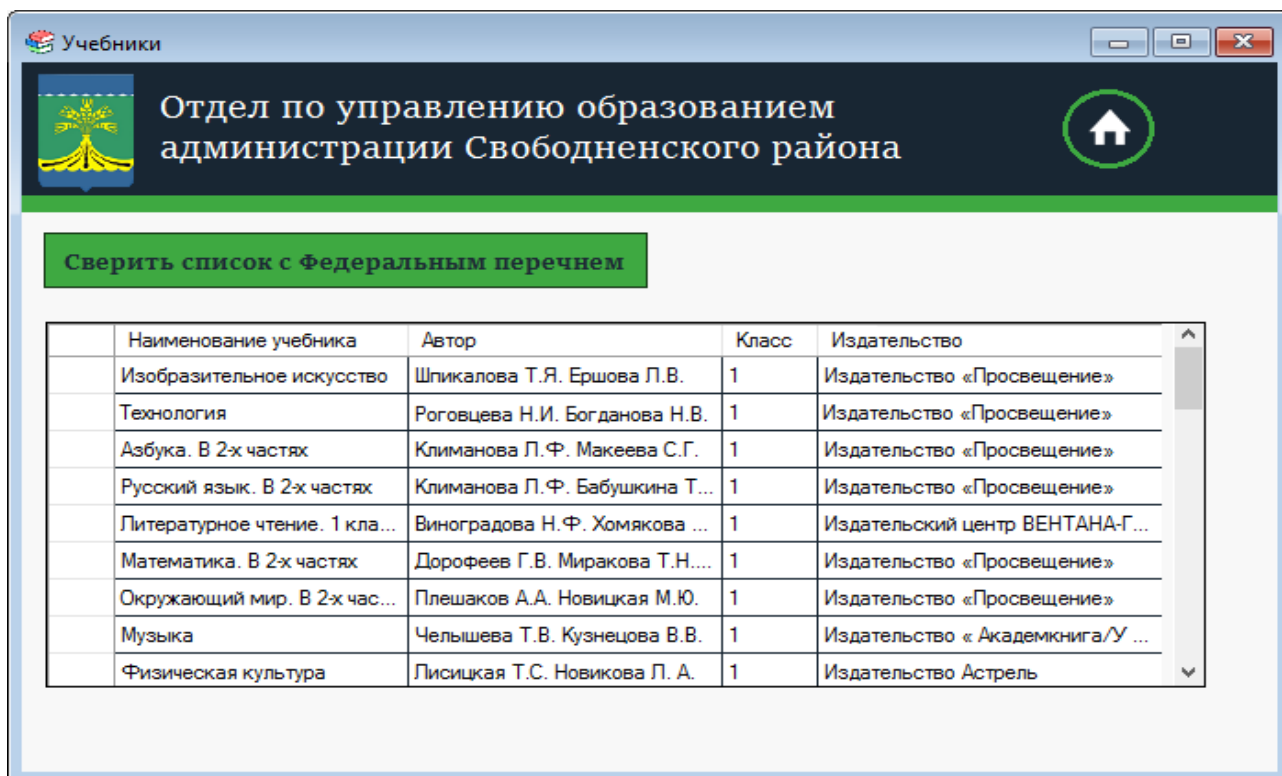 Учебники
Отдел по управлению образованием
администрации Свободненского района
Сверить список с Федеральным перечнем
Наименование учебника Автор Класс Издательство
Изобразительное искусство Шпикалова Т.Я. Ершова Л.В. 1 Издательство «Просвещение»
Технология Роговцева Н.И. Богданова Н.В. 1 Издательство «Просвещение»
Азбука. В 2-х частях Климанова Л.Ф. Макеева С.Г. 1 Издательство «Просвещение»
Русский язык. В 2-х частях Климанова Л.Ф. Бабушкина Т... 1 Издательство «Просвещение»
Литературное чтение. 1 кла... Виноградова Н.Ф. Хомякова ... 1 Издательский центр ВЕНТАНА-Г...
Математика. В 2-х частях Дорофеев Г.В. Миракова Т.Н.... 1 Издательство «Просвещение»
Окружающий мир. В 2-х час... Плешаков А.А. Новицкая М.Ю. 1 Издательство «Просвещение»
Музыка Челышева Т.В. Кузнецова В.В. 1 Издательство « Академкнига/У ...
Физическая культура Лисицкая Т.С. Новикова Л. А. 1 Издательство Астрель